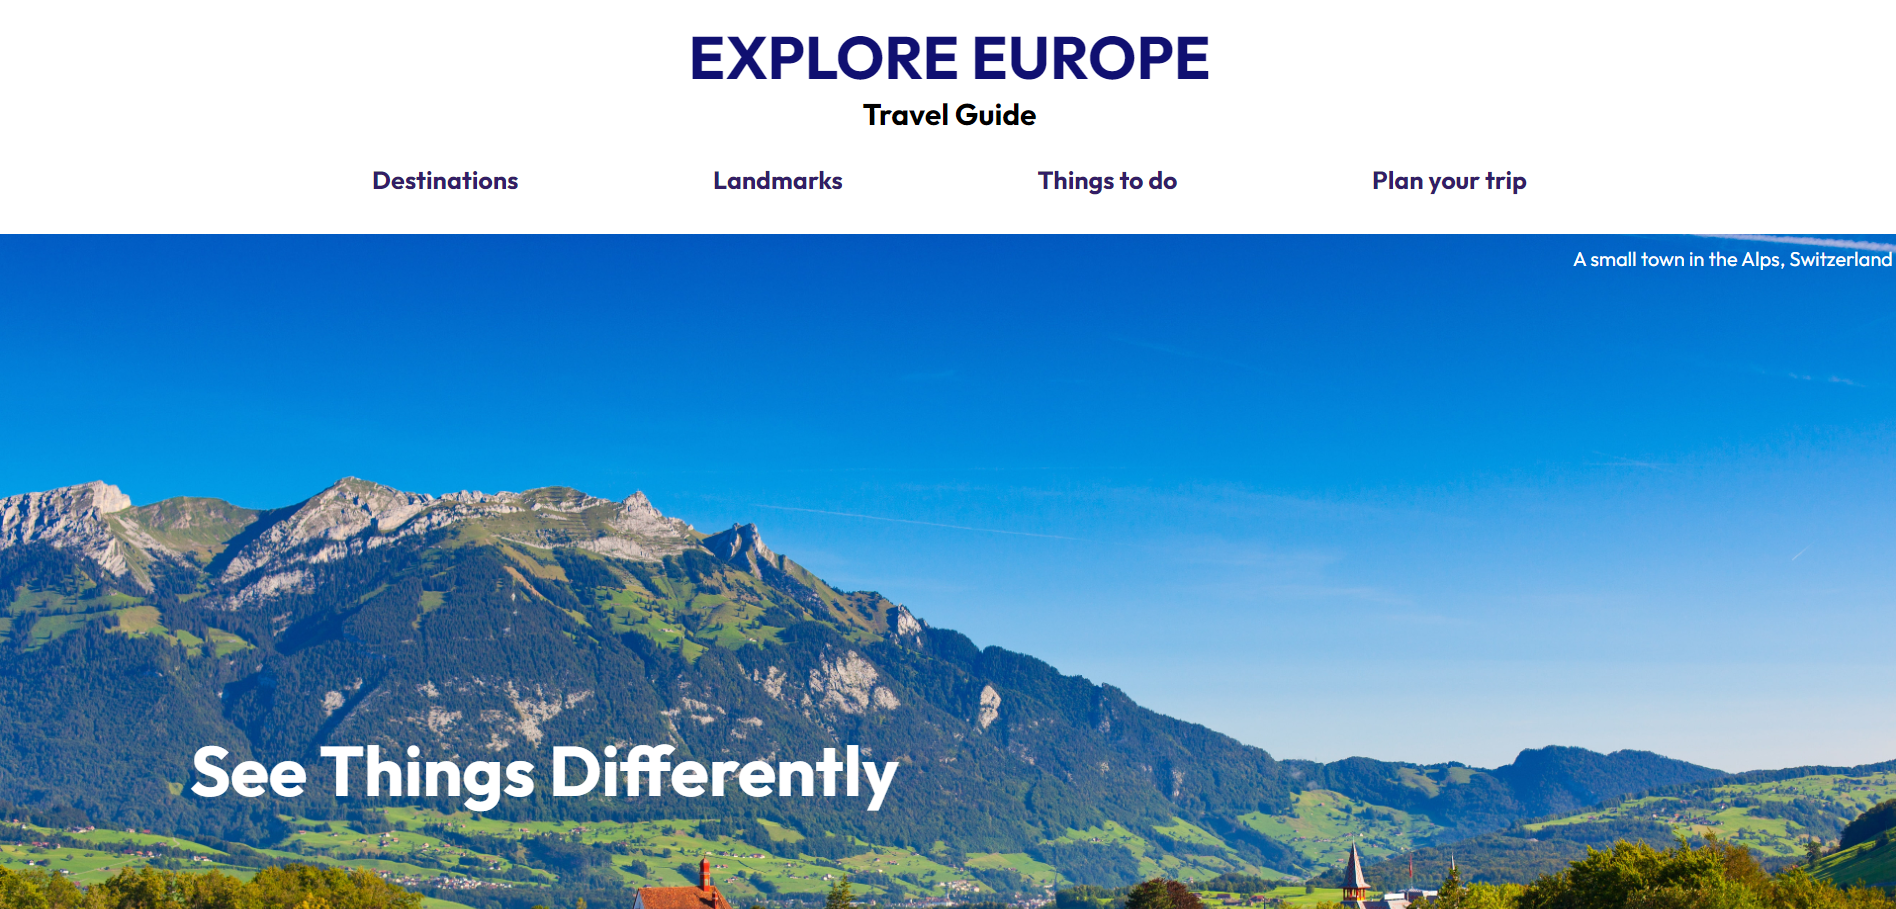 EXPLORE EUROPE
Travel Guide
Destinations Landmarks Things to do Plan your trip
A small town in the Alps, Switzerland
See Things Differently